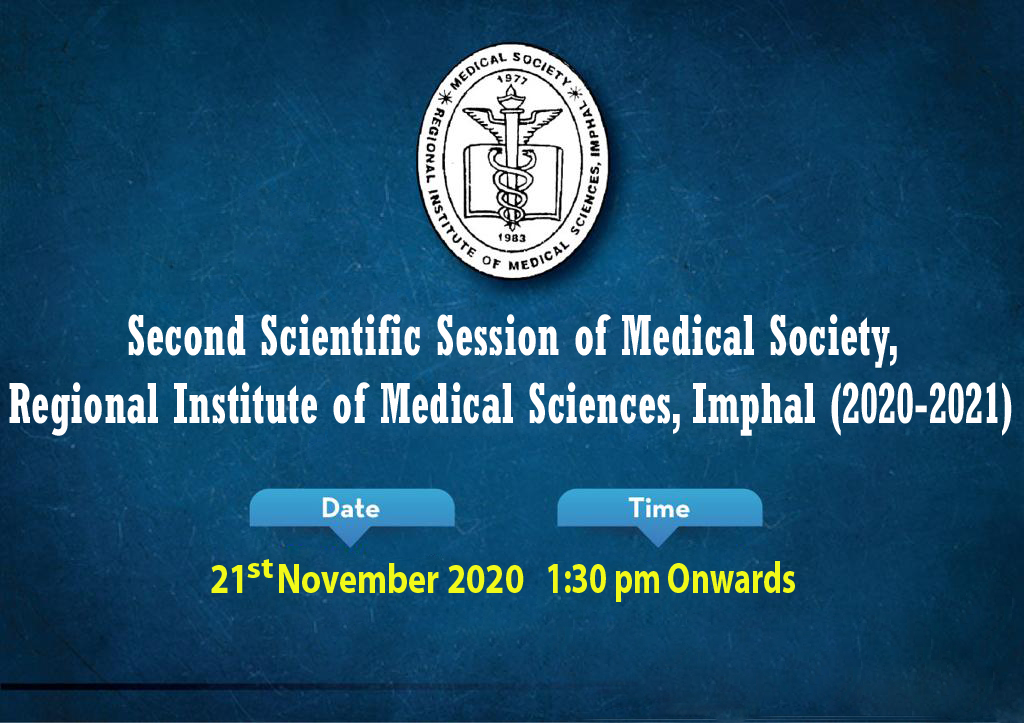 MEDICAL SOCIETY
1977
REGIONAL INSTITUTE OF MEDICAL SCIENCES, IMPHAL
1983
Second Scientific Session of Medical Society,
Regional Institute of Medical Sciences, Imphal (2020-2021)
Date Time
21st November 2020 1:30 pm Onwards